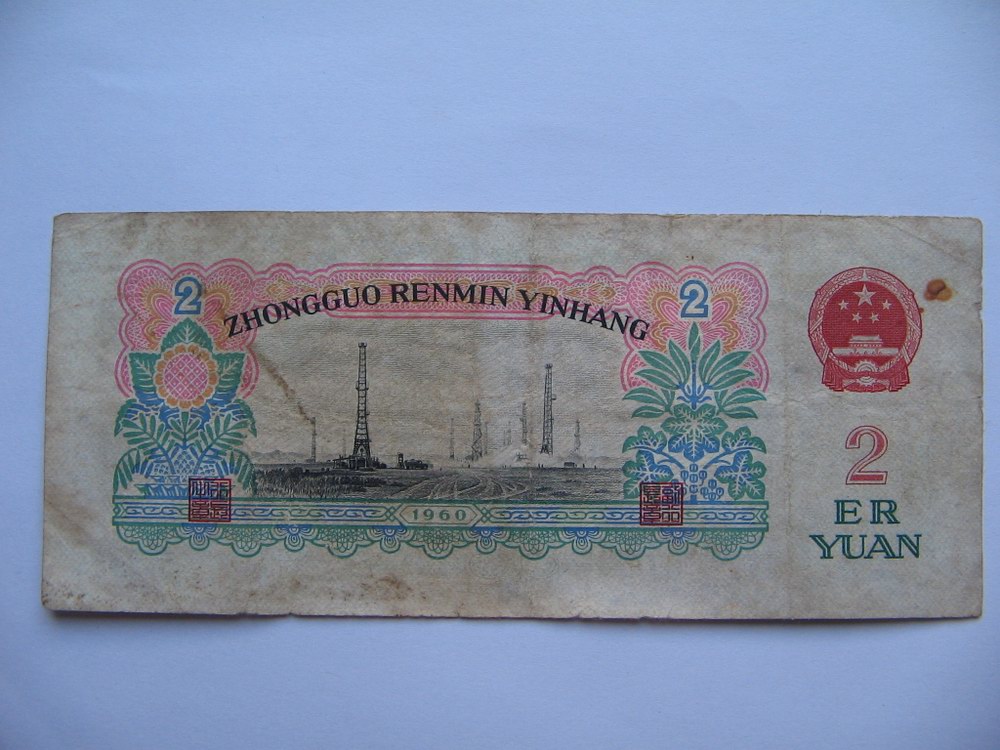 2
ZHONGGUO RENMIN YINHANG
2
1960
2
ER
YUAN